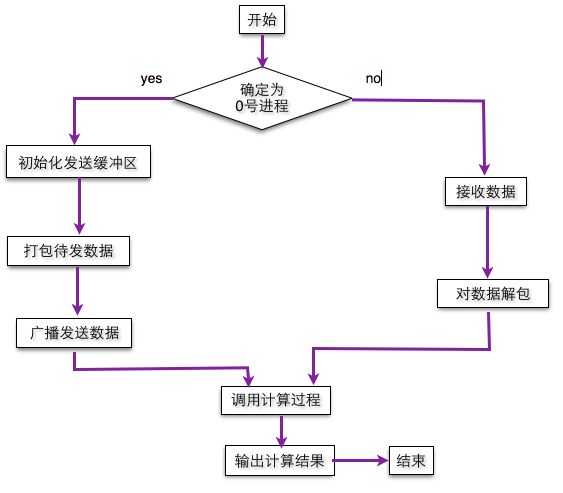 开始
确定为
0号进程
yes
no
初始化发送缓冲区
接收数据
打包待发数据
对数据解包
广播发送数据
调用计算过程
输出计算结果
结束